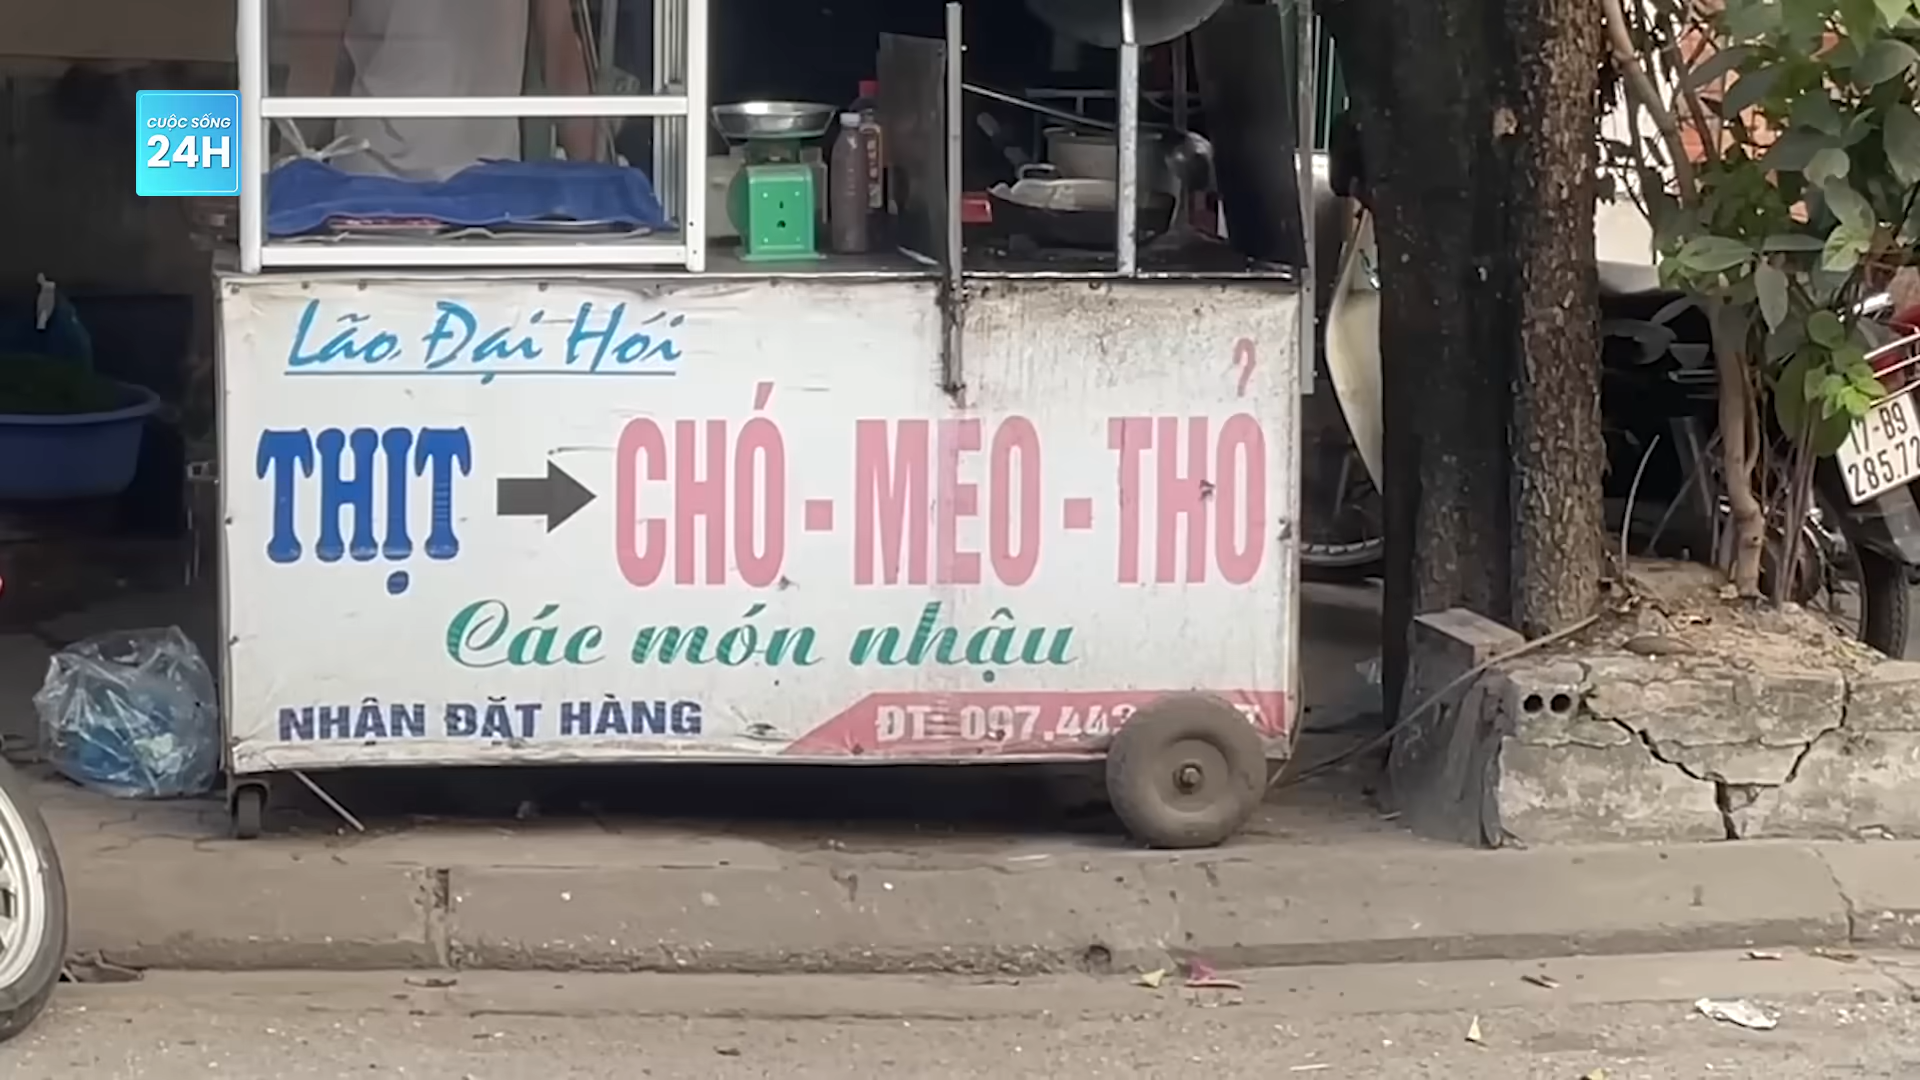 CUỘC SỐNG
24H
Lão Đại Hói
THỊT → CHÓ - MEO - THỎ
Các món nhậu
NHÂN ĐẶT HÀNG
ĐT: 097.443
17-B9
285.72